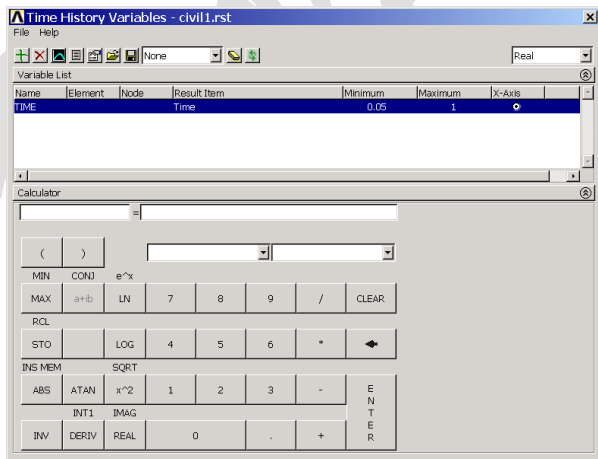 Time History Variables - civil1.rst
File Help
None Real
Variable List
Name Element Node Result Item Minimum Maximum X-Axis
TIME Time 0.05 1
Calculator
=
( )
MIN CONJ e^x
MAX a+ib LN 7 8 9 / CLEAR
RCL
STO LOG 4 5 6 *
INS MEM SQRT
ABS ATAN x^2 1 2 3 - ENTER
INT1 IMAG
INV DERIV REAL 0 . +